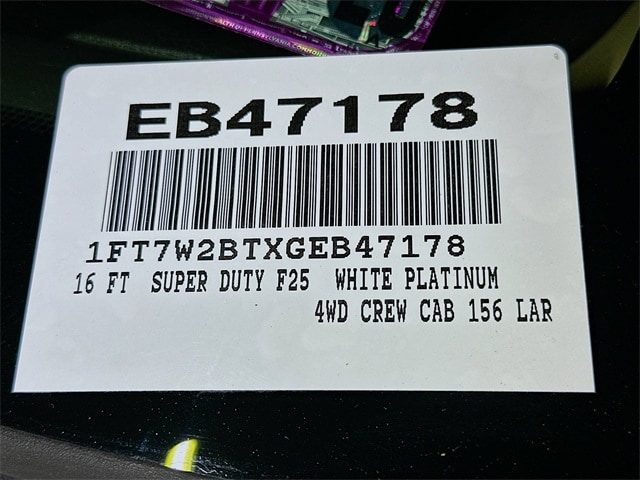 EB47178
1FT7W2BTXGEB47178
16 FT SUPER DUTY F25 WHITE PLATINUM
4WD CREW CAB 156 LAR